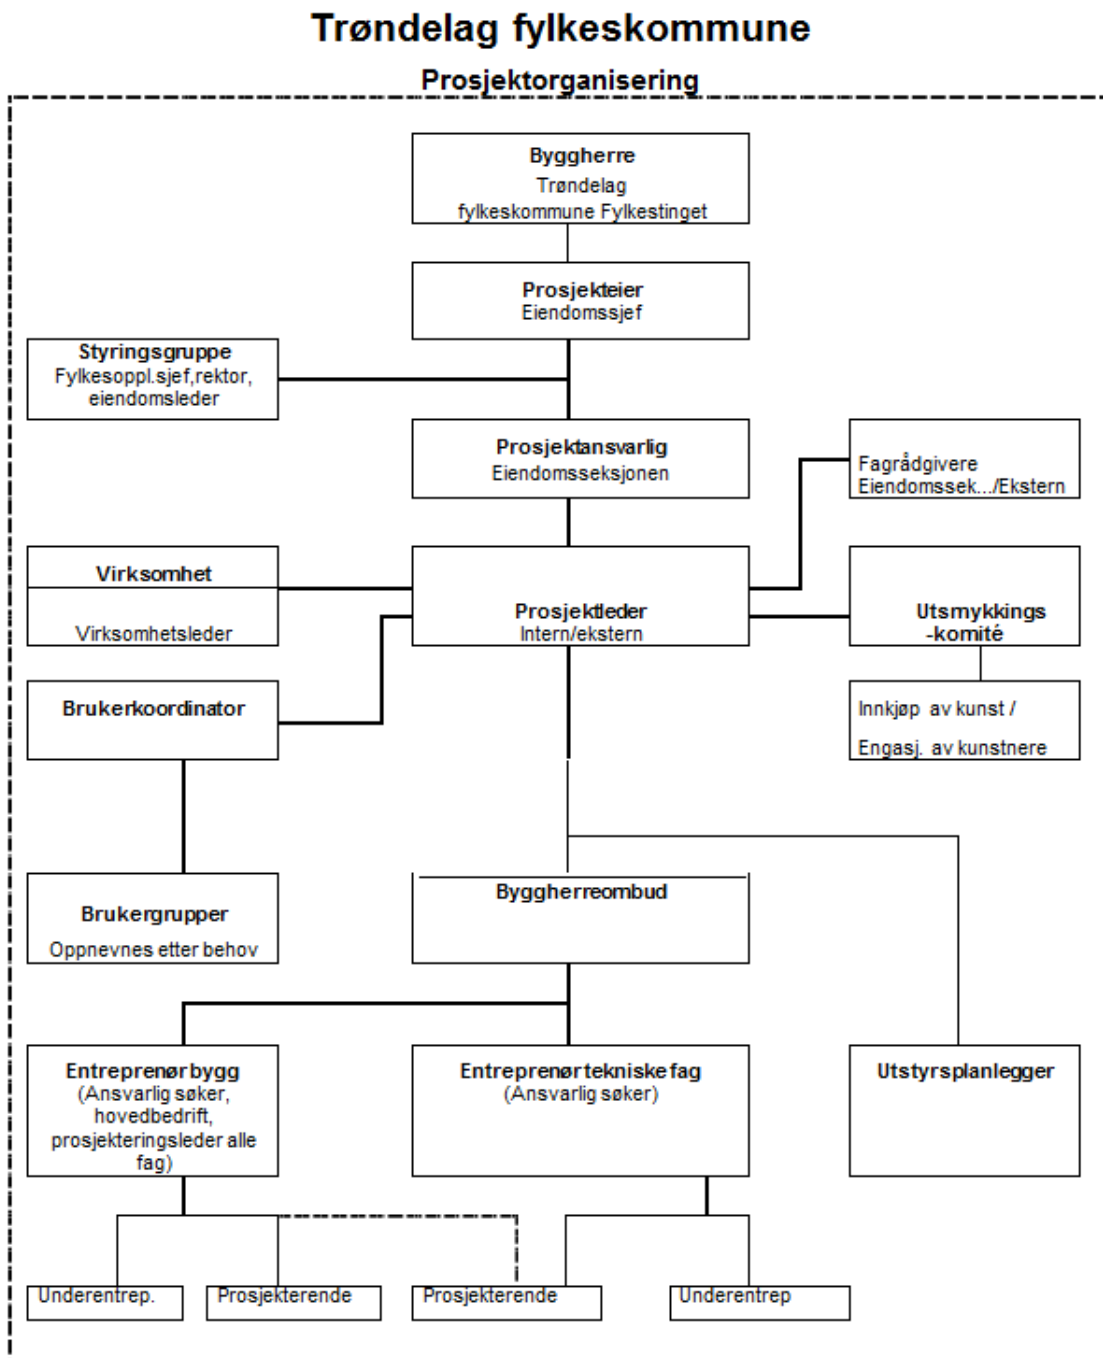 Trøndelag fylkeskommune
Prosjektorganisering
Byggherre
Trøndelag
fylkeskommune Fylkestinget
Prosjekteier
Eiendomssjef
Styringsgruppe
Fylkesoppl.sjef,rektor,
eiendomsleder
Prosjektansvarlig
Eiendomsseksjonen
Fagrådgivere
Eiendomssek.../Ekstern
Virksomhet
Virksomhetsleder
Prosjektleder
Intern/ekstern
Utsmykkings
-komité
Brukerkoordinator
Innkjøp av kunst /
Engasj. av kunstnere
Brukergrupper
Oppnevnes etter behov
Byggherreombud
Entreprenør bygg
(Ansvarlig søker,
hovedbedrift,
prosjekteringsleder alle
fag)
Entreprenør tekniske fag
(Ansvarlig søker)
Utstyrsplanlegger
Underentrep.
Prosjekterende
Prosjekterende
Underentrep